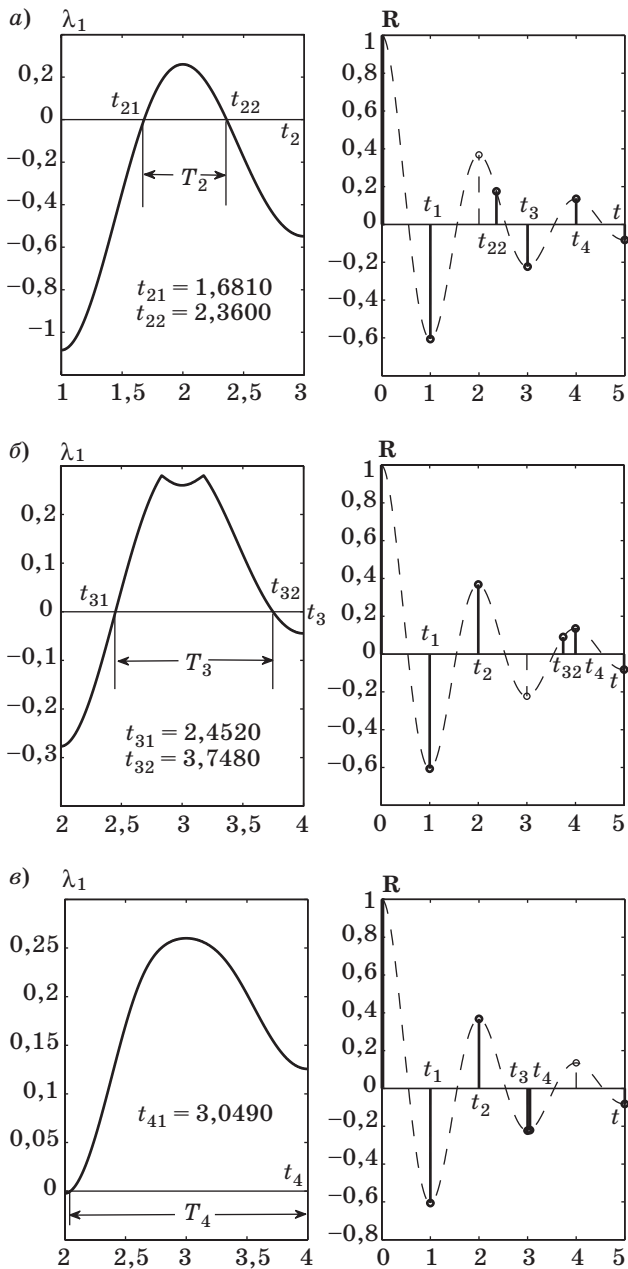 а)
λ1
0,2
0
−0,2
−0,4
−0,6
−0,8
−1
t21
t22
t2
T2
t21 = 1,6810
t22 = 2,3600
1 1,5 2 2,5 3
R
1
0,8
0,6
0,4
0,2
0
−0,2
−0,4
−0,6
t1
t3
t
t22
t4
0 1 2 3 4 5
б)
λ1
0,2
0,1
0
−0,1
−0,2
−0,3
t31
t32
t3
T3
t31 = 2,4520
t32 = 3,7480
2 2,5 3 3,5 4
R
1
0,8
0,6
0,4
0,2
0
−0,2
−0,4
−0,6
t1
t2
t32
t4
t
0 1 2 3 4 5
в)
λ1
0,25
0,2
0,15
0,1
0,05
0
t41 = 3,0490
t4
T4
2 2,5 3 3,5 4
R
1
0,8
0,6
0,4
0,2
0
−0,2
−0,4
−0,6
−0,8
t1
t3 t4
t2
t
0 1 2 3 4 5